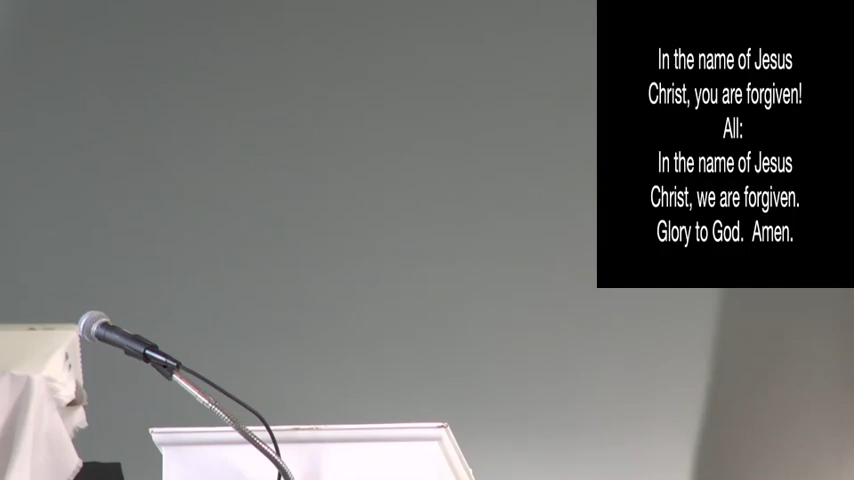 In the name of Jesus
Christ, you are forgiven!
All:
In the name of Jesus
Christ, we are forgiven.
Glory to God.  Amen.